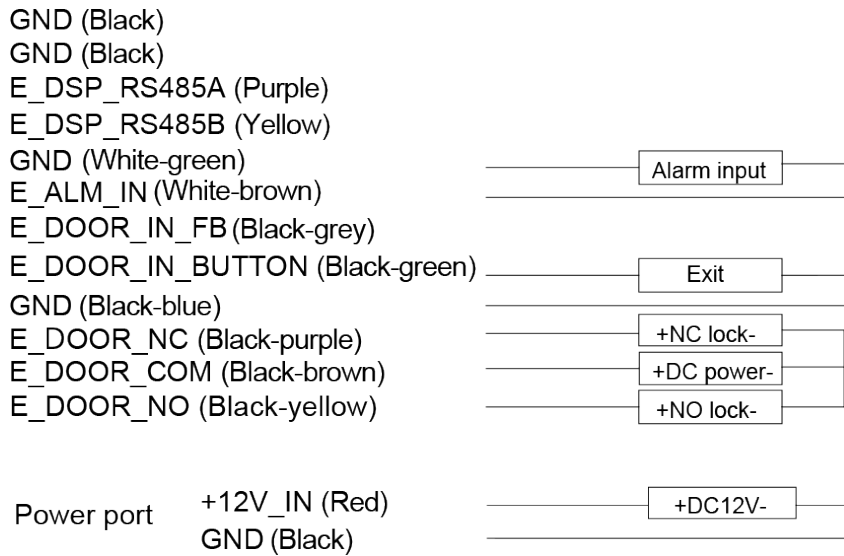 GND (Black)
GND (Black)
E_DSP_RS485A (Purple)
E_DSP_RS485B (Yellow)
GND (White-green)
Alarm input
E_ALM_IN (White-brown)
E_DOOR_IN_FB (Black-grey)
E_DOOR_IN_BUTTON (Black-green)
Exit
GND (Black-blue)
E_DOOR_NC (Black-purple)
+NC lock-
E_DOOR_COM (Black-brown)
+DC power-
E_DOOR_NO (Black-yellow)
+NO lock-
Power port
+12V_IN (Red)
+DC12V-
GND (Black)